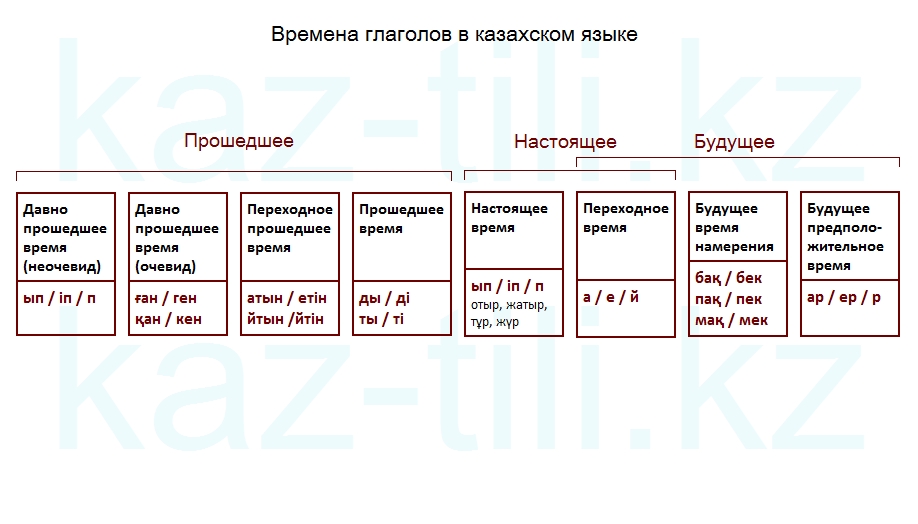 Времена глаголов в казахском языке
kaz-tili.kz
Прошедшее
Настоящее
Будущее
Давно
прошедшее
время
(неочевид)
ып / іп / п
Давно
прошедшее
время
(очевид)
ған / ген
қан / кен
Переходное
прошедшее
время
атын / етін
йтын /йтін
Прошедшее
время
ды / ді
ты / ті
Настоящее
время
ып / іп / п
отыр, жатыр,
тұр, жүр
Переходное
время
а / е / й
Будущее
время
намерения
бақ / бек
пақ / пек
мақ / мек
Будущее
предполо-
жительное
время
ар / ер / р
kaz-tili.kz